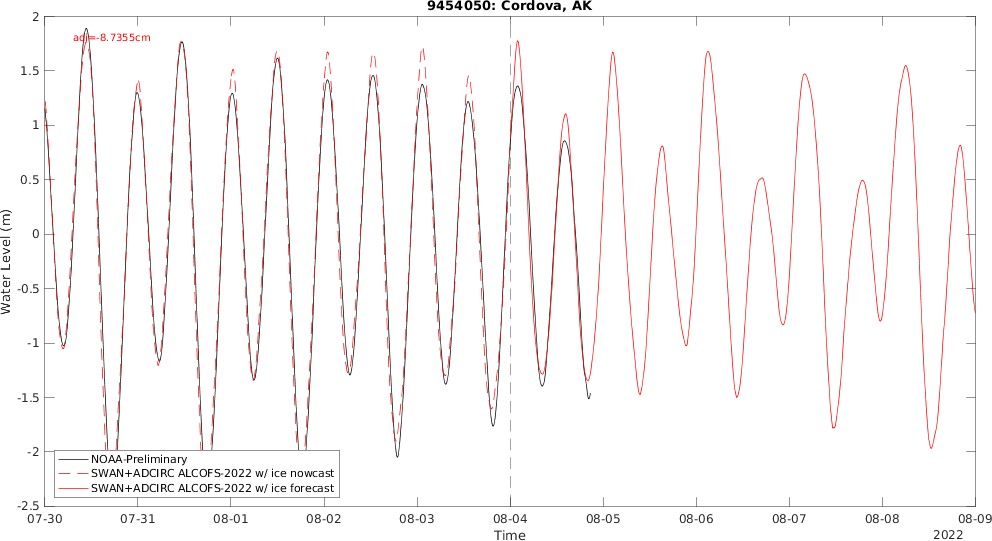 9454050: Cordova, AK
adj=-8.7355cm
2
1.5
1
0.5
0
-0.5
-1
-1.5
-2
-2.5
Water Level (m)
NOAA-Preliminary
SWAN+ADCIRC ALCOFS-2022 w/ ice nowcast
SWAN+ADCIRC ALCOFS-2022 w/ ice forecast
07-30 07-31 08-01 08-02 08-03 08-04 08-05 08-06 08-07 08-08 08-09
Time
2022